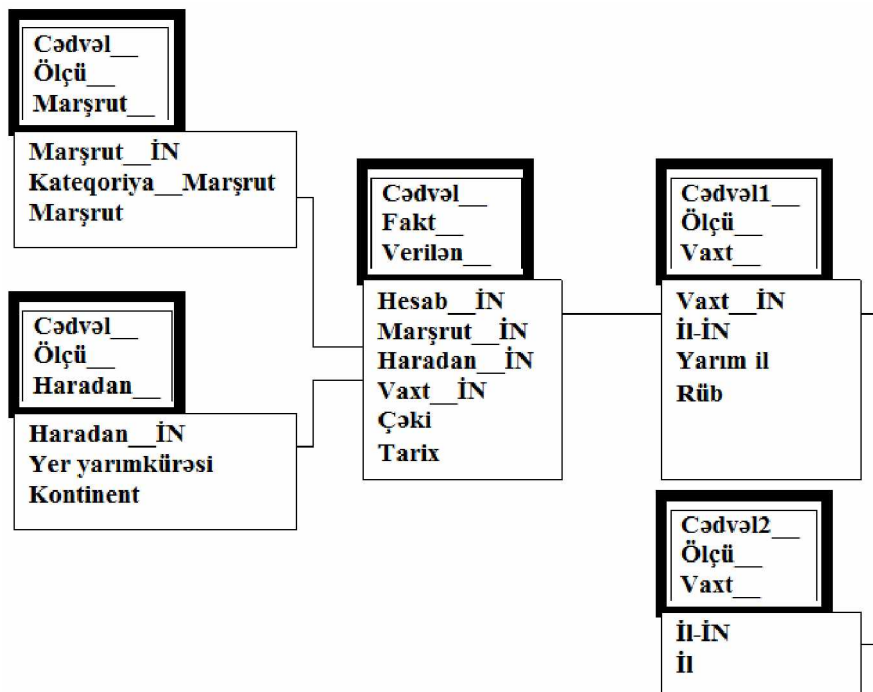 Cədvəl__
Ölçü__
Marşrut__
Marşrut__İN
Kateqoriya__Marşrut
Marşrut
Cədvəl__
Ölçü__
Haradan__
Haradan__İN
Yer yarımkürəsi
Kontinent
Cədvəl__
Fakt__
Verilən__
Hesab__İN
Marşrut__İN
Haradan__İN
Vaxt__İN
Çəki
Tarix
Cədvəl1__
Ölçü__
Vaxt__
Vaxt__İN
İl-İN
Yarım il
Rüb
Cədvəl2__
Ölçü__
Vaxt__
İl-İN
İl